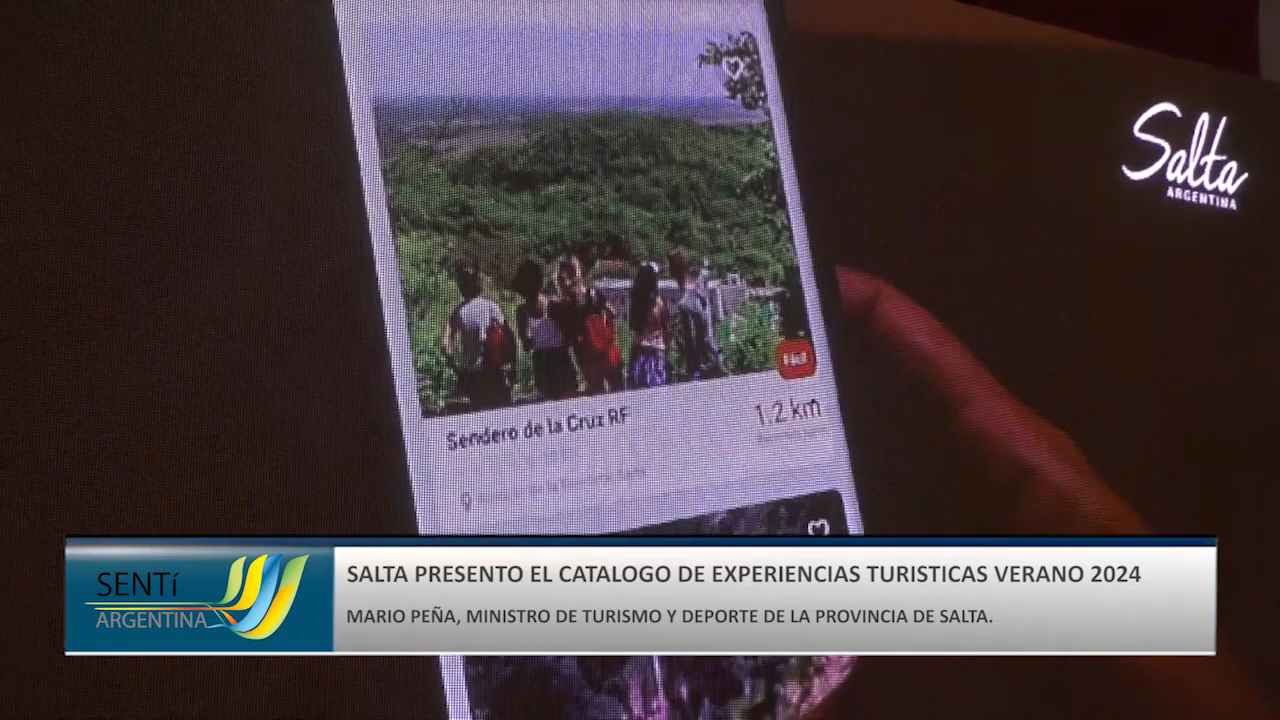 Salta
ARGENTINA
Hot
Sendero de la Cruz RF
1.2 km
SENTí
ARGENTINA
SALTA PRESENTO EL CATALOGO DE EXPERIENCIAS TURISTICAS VERANO 2024
MARIO PEÑA, MINISTRO DE TURISMO Y DEPORTE DE LA PROVINCIA DE SALTA.